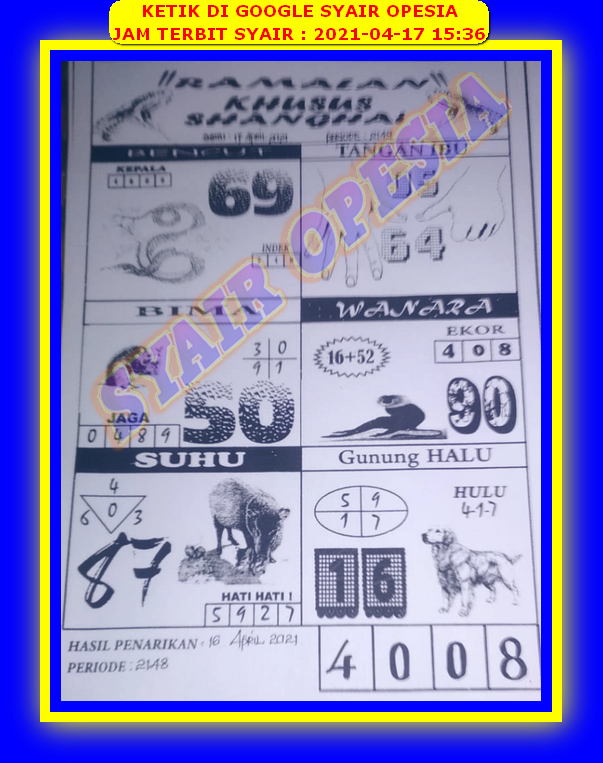 KETIK DI GOOGLE SYAIR OPESIA
JAM TERBIT SYAIR : 2021-04-17 15:36
RAMALAN
KHUSUS
SHANGHAI
BENCUT
TANGAN IBU
KEPALA
69
05
64
SYAIR OPESIA
BIMA
WANARA
3 0
9 1
16+52
EKOR
4 0 8
JAGA
0 4 8 9
50
90
SUHU
Gunung HALU
4
6 0 3
87
5 9
1 7
HULU
4-1-7
16
HATI HATI !
5 9 2 7
HASIL PENARIKAN : 16 April 2021
PERIODE : 2148
4 0 0 8